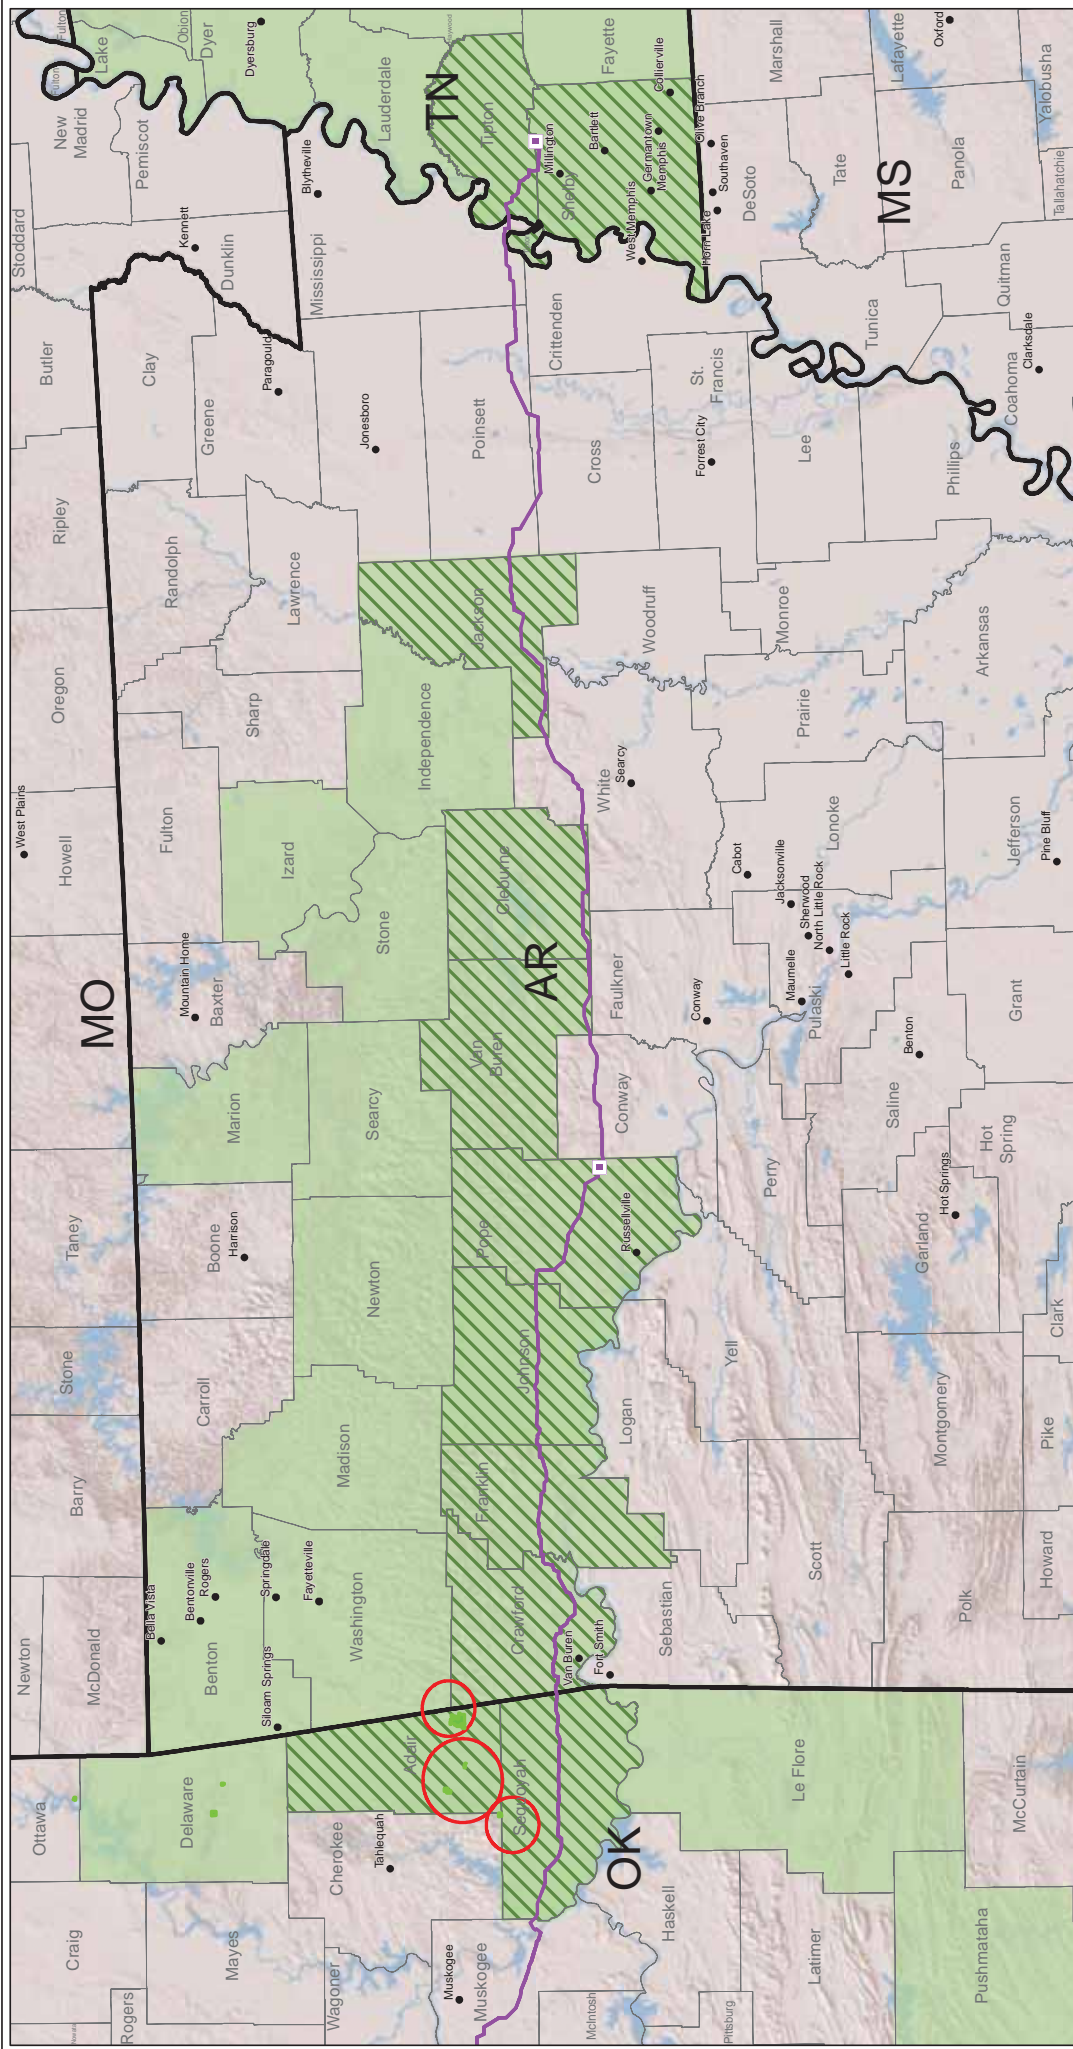 Newton
McDonald
Barry
Stone
Taney
MO
Howell
West Plains
Oregon
Ripley
Butler
Stoddard
New
Madrid
Pemiscot
Fulton
Fulton
Lake
Obion
Dyer
Dyersburg
Ottawa
Craig
Rogers
Delaware
Mayes
Bella Vista
Bentonville
Rogers
Benton
Siloam Springs
Springdale
Fayetteville
Washington
Carroll
Madison
Boone
Harrison
Newton
Marion
Searcy
Mountain Home
Baxter
Fulton
Izard
Stone
Sharp
Independence
Randolph
Lawrence
Clay
Greene
Paragould
Jonesboro
Kennett
Dunklin
Blytheville
Mississippi
Lauderdale
Haywood
TN
Tipton
Fayette
Millington
Bartlett
Shelby
Germantown
Memphis
Collierville
West Memphis
Wagoner
Cherokee
Tahlequah
Adair
Muskogee
Muskogee
Sequoyah
OK
Crawford
Van Buren
Fort Smith
Franklin
Johnson
Pope
Russellville
Van
Buren
AR
Cleburne
Jackson
Poinsett
Cross
Crittenden
McIntosh
Haskell
Pittsburg
Latimer
Le Flore
Pushmataha
McCurtain
Sebastian
Logan
Scott
Yell
Polk
Montgomery
Howard
Pike
Clark
Conway
Faulkner
Conway
White
Searcy
Woodruff
Perry
Garland
Hot Springs
Hot
Spring
Saline
Benton
Pulaski
Maumelle
Little Rock
North Little Rock
Sherwood
Jacksonville
Cabot
Lonoke
Prairie
Monroe
Grant
Jefferson
Pine Bluff
Arkansas
St.
Francis
Forrest City
Lee
Phillips
Horn Lake
Southaven
Olive Branch
DeSoto
Marshall
Tate
MS
Tunica
Panola
Lafayette
Oxford
Quitman
Coahoma
Clarksdale
Tallahatchie
Yalobusha